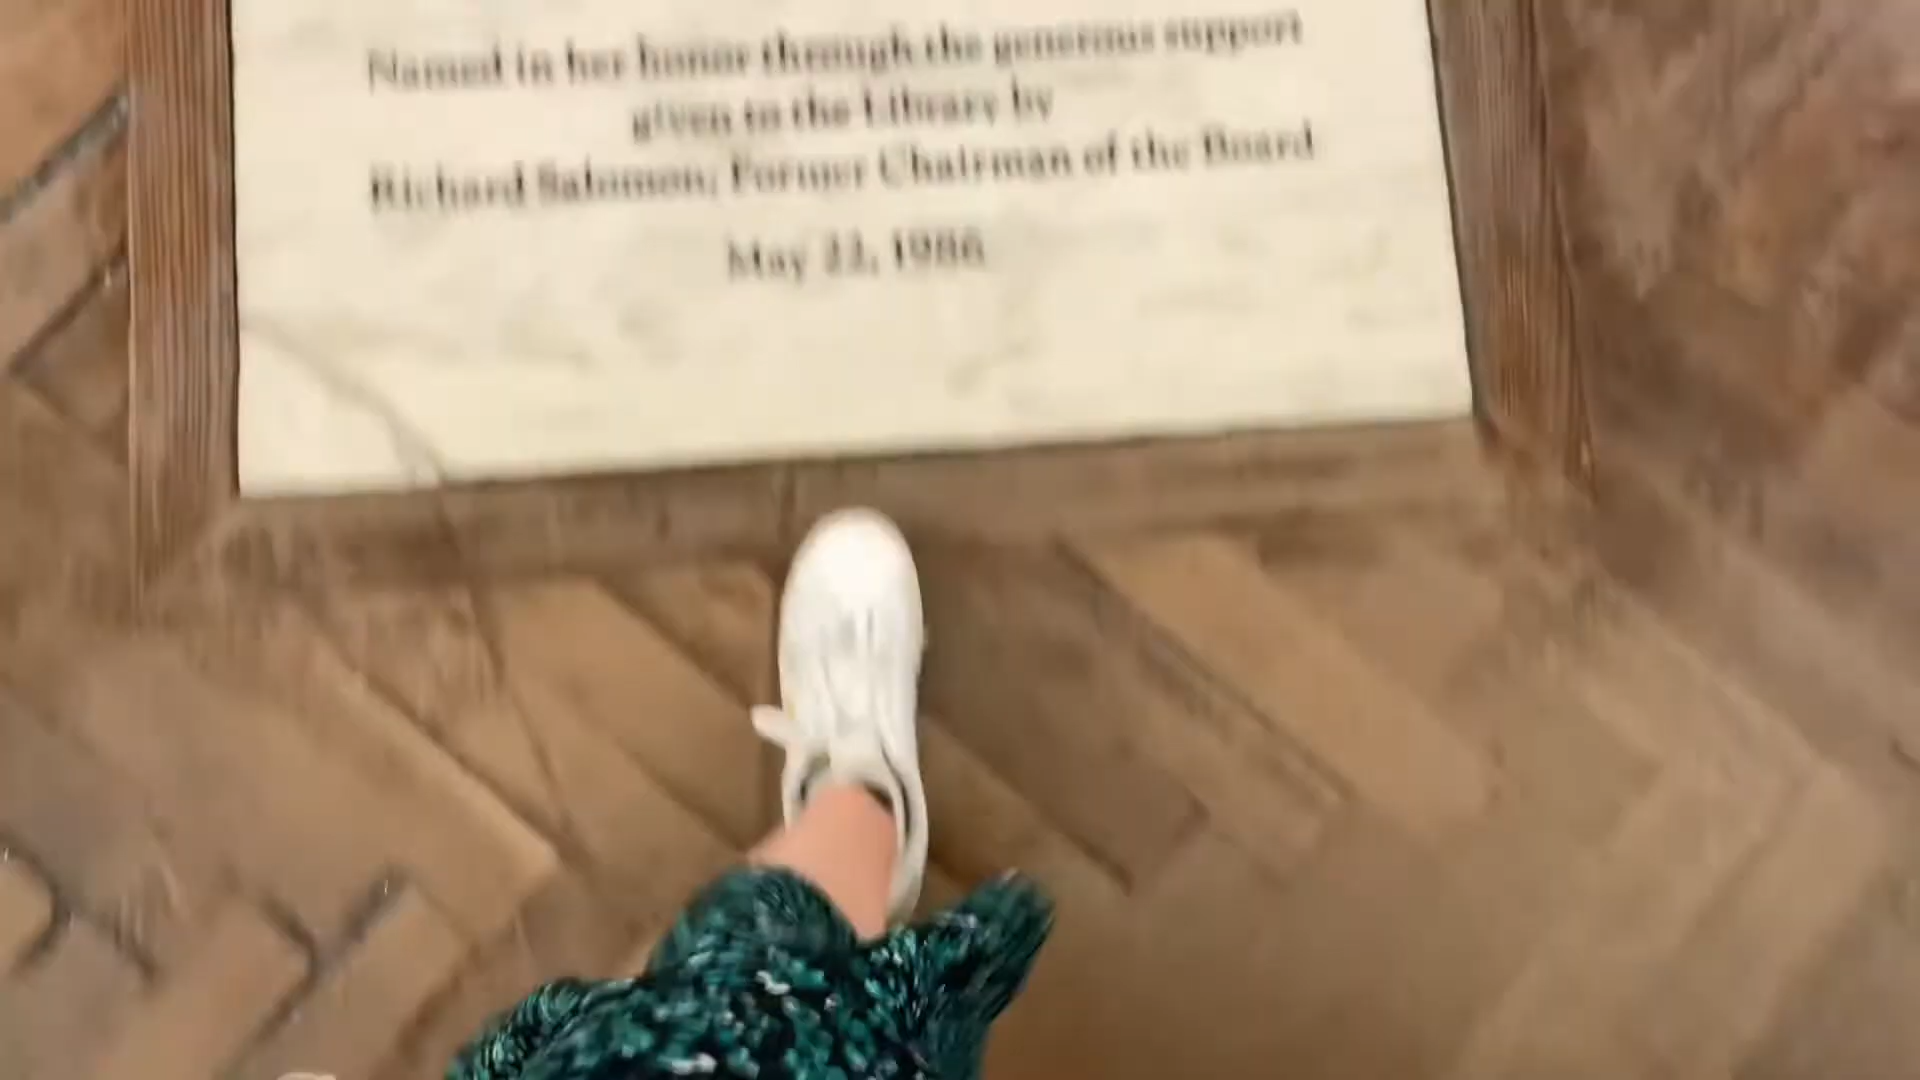 Named in her honor through the generous support
given to the Library by
Richard Salomon, Former Chairman of the Board
May 22, 1986